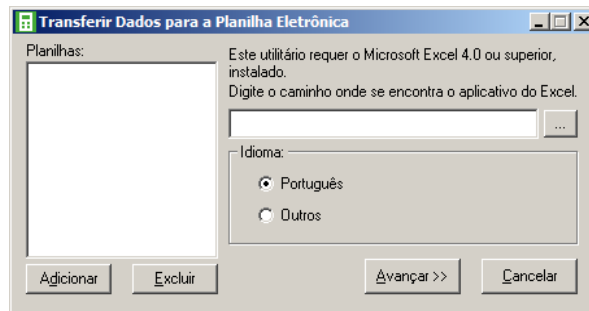 Transferir Dados para a Planilha Eletrônica
Planilhas:
Este utilitário requer o Microsoft Excel 4.0 ou superior,
instalado.
Digite o caminho onde se encontra o aplicativo do Excel.
...
Idioma:
Português
Outros
Adicionar
Excluir
Avançar >>
Cancelar